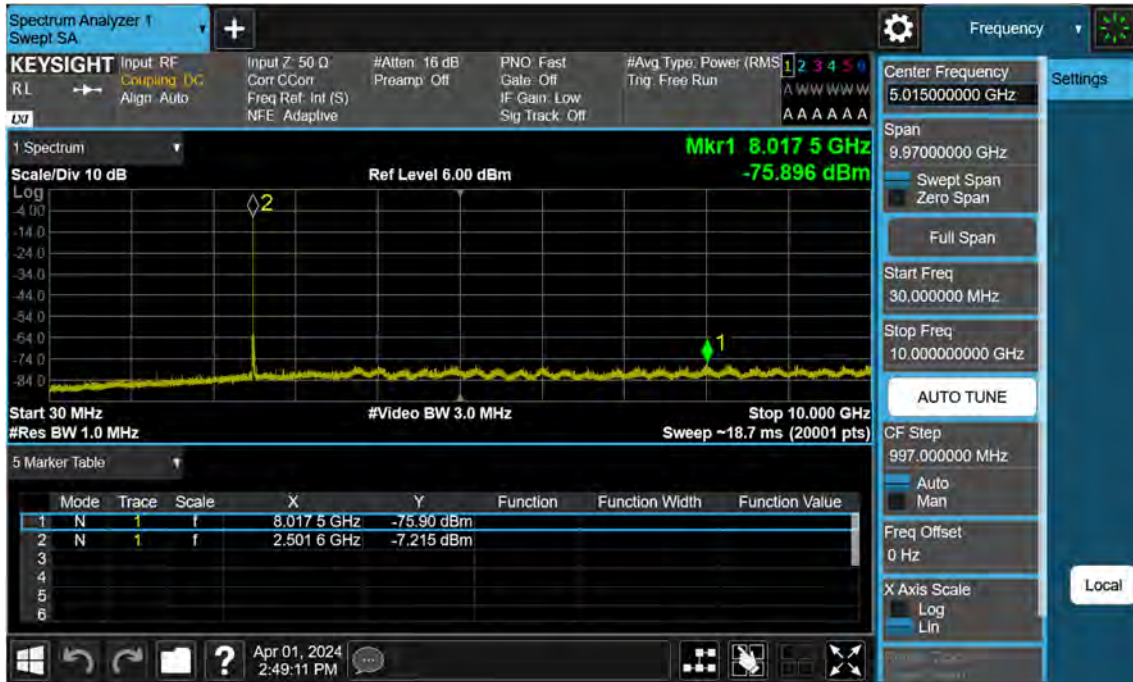 Spectrum Analyzer 1
Swept SA
Frequency
KEYSIGHT
RL
Input: RF
Coupling: DC
Align: Auto
Input Z: 50 Ω
Corr CCorr
Freq Ref: Int (S)
NFE: Adaptive
#Atten: 16 dB
Preamp: Off
PNO: Fast
Gate: Off
IF Gain: Low
Sig Track: Off
#Avg Type: Power (RMS
Trig: Free Run
1 2 3 4 5 6
A W W W W W
A A A A A A
1 Spectrum
Scale/Div 10 dB
Ref Level 6.00 dBm
Mkr1 8.017 5 GHz
-75.896 dBm
Log
-4.00
-14.0
-24.0
-34.0
-44.0
-54.0
-64.0
-74.0
-84.0
2
1
Start 30 MHz
#Video BW 3.0 MHz
Stop 10.000 GHz
#Res BW 1.0 MHz
Sweep ~18.7 ms (20001 pts)
5 Marker Table
Mode Trace Scale X Y Function Function Width Function Value
1 N 1 f 8.017 5 GHz -75.90 dBm
2 N 1 f 2.501 6 GHz -7.215 dBm
3
4
5
6
Apr 01, 2024
2:49:11 PM
Center Frequency
5.015000000 GHz
Settings
Span
9.97000000 GHz
Swept Span
Zero Span
Full Span
Start Freq
30.000000 MHz
Stop Freq
10.000000000 GHz
AUTO TUNE
CF Step
997.000000 MHz
Auto
Man
Freq Offset
0 Hz
X Axis Scale
Log
Lin
Local